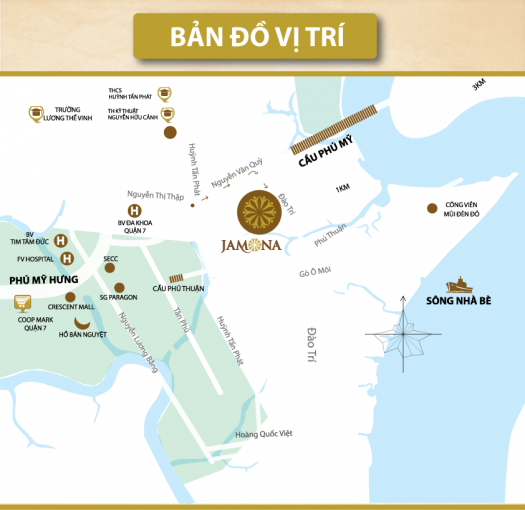 BẢN ĐỒ VỊ TRÍ
3KM
THCS
HUỲNH TẤN PHÁT
TRƯỜNG
LƯƠNG THẾ VINH
TH KỸ THUẬT
NGUYỄN HỮU CẢNH
CẦU PHÚ MỸ
Huỳnh Tấn Phát
Nguyễn Văn Quỳ
Nguyễn Thị Thập
Đào Trí
1KM
H
BV ĐA KHOA
QUẬN 7
CÔNG VIÊN
MŨI ĐÈN ĐỎ
Phú Thuận
JAMONA
BV
TIM TÂM ĐỨC
H
FV HOSPITAL
H
SECC
Gò Ô Môi
PHÚ MỸ HƯNG
CẦU PHÚ THUẬN
SG PARAGON
CRESCENT MALL
SÔNG NHÀ BÈ
COOP MARK
QUẬN 7
HỒ BÁN NGUYỆT
Nguyễn Lương Bằng
Tân Phú
Huỳnh Tấn Phát
Đào Trí
Hoàng Quốc Việt